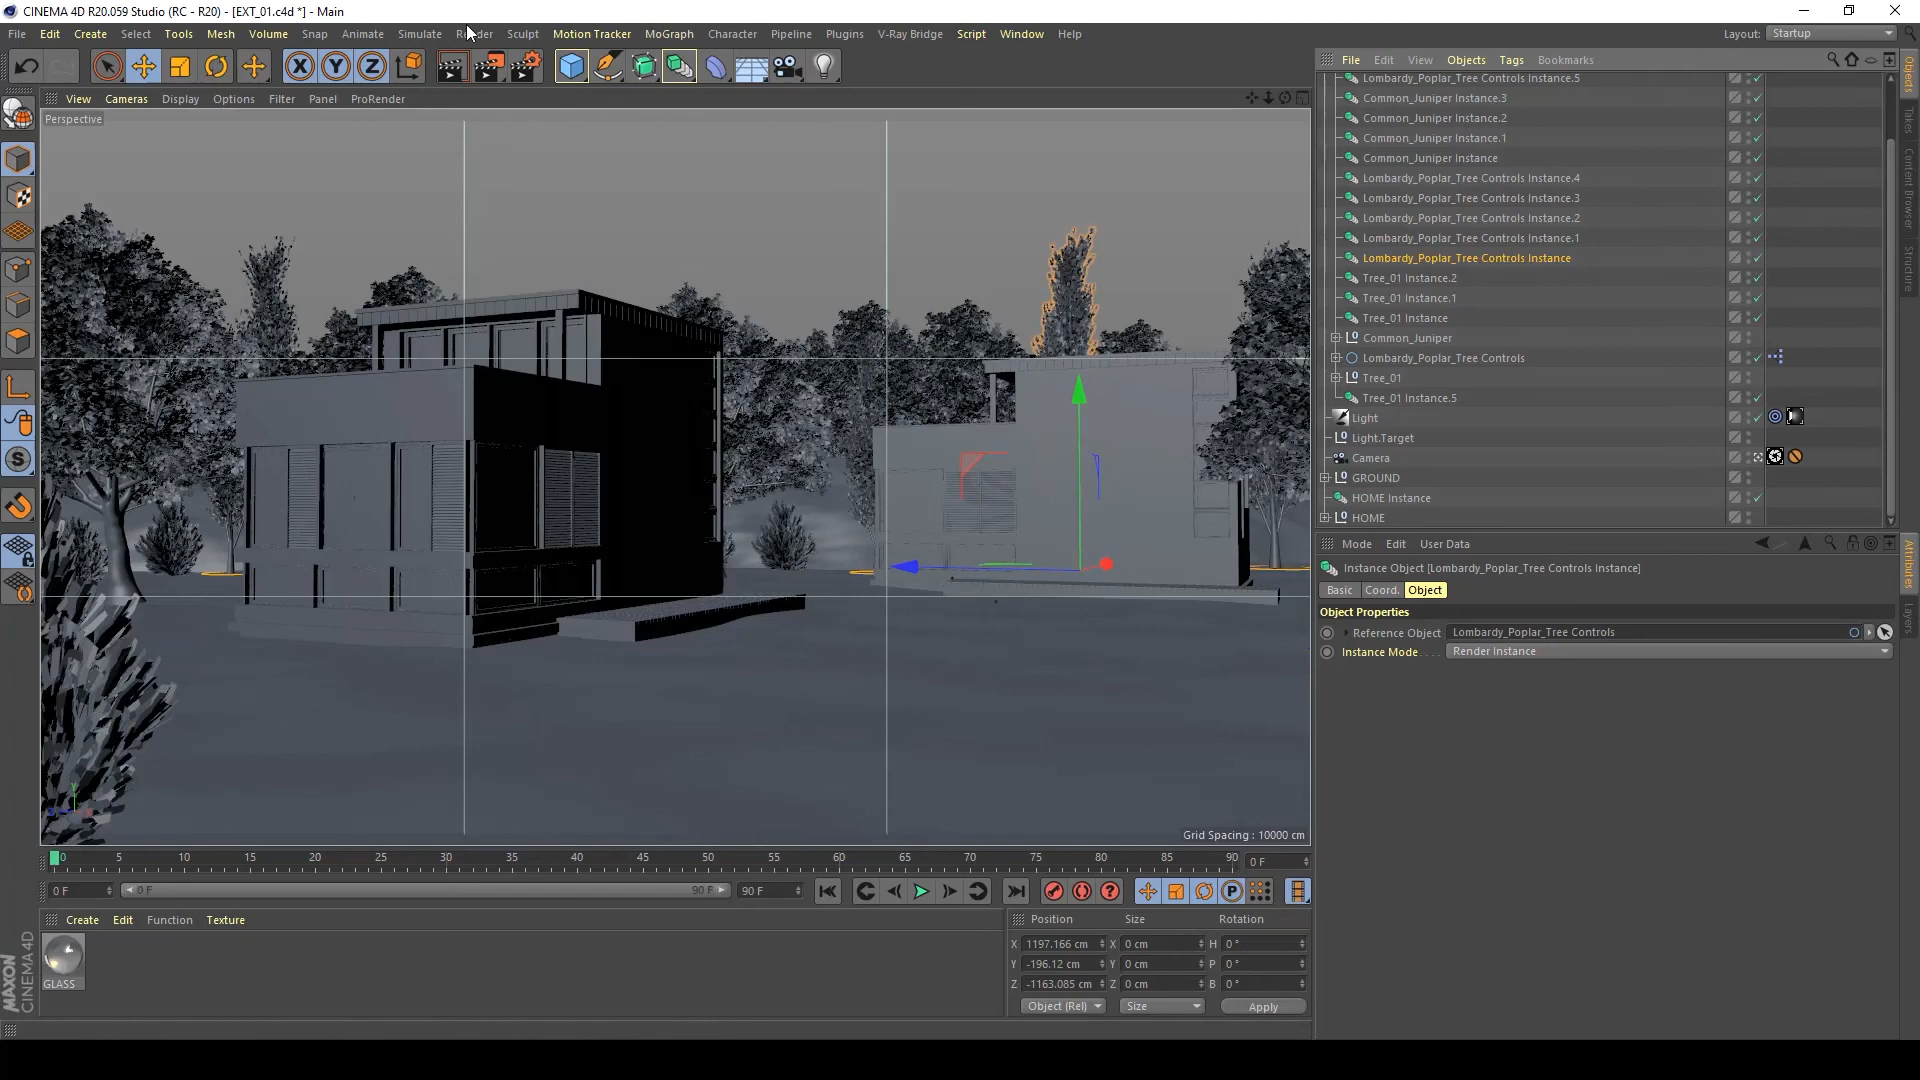 CINEMA 4D R20.059 Studio (RC - R20) - [EXT_01.c4d *] - Main
File Edit Create Select Tools Mesh Volume Snap Animate Simulate Render Sculpt Motion Tracker MoGraph Character Pipeline Plugins V-Ray Bridge Script Window Help Layout: Startup
X Y Z
File Edit View Objects Tags Bookmarks
View Cameras Display Options Filter Panel ProRender
Perspective
Lombardy_Poplar_Tree Controls Instance.5
Common_Juniper Instance.3
Common_Juniper Instance.2
Common_Juniper Instance.1
Common_Juniper Instance
Lombardy_Poplar_Tree Controls Instance.4
Lombardy_Poplar_Tree Controls Instance.3
Lombardy_Poplar_Tree Controls Instance.2
Lombardy_Poplar_Tree Controls Instance.1
Lombardy_Poplar_Tree Controls Instance
Tree_01 Instance.2
Tree_01 Instance.1
Tree_01 Instance
Common_Juniper
Lombardy_Poplar_Tree Controls
Tree_01
Tree_01 Instance.5
Light
Light.Target
Camera
GROUND
HOME Instance
HOME
Objects
Takes
Content Browser
Structure
Mode Edit User Data
Instance Object [Lombardy_Poplar_Tree Controls Instance]
Basic Coord. Object
Object Properties
Reference Object Lombardy_Poplar_Tree Controls
Instance Mode Render Instance
Attributes
Layers
Grid Spacing : 10000 cm
0 5 10 15 20 25 30 35 40 45 50 55 60 65 70 75 80 85 90 0 F
0 F 0 F 90 F 90 F
Create Edit Function Texture
GLASS
Position Size Rotation
X 1197.166 cm X 0 cm H 0 °
Y -196.12 cm Y 0 cm P 0 °
Z -1163.085 cm Z 0 cm B 0 °
Object (Rel) Size Apply
MAXON
CINEMA 4D